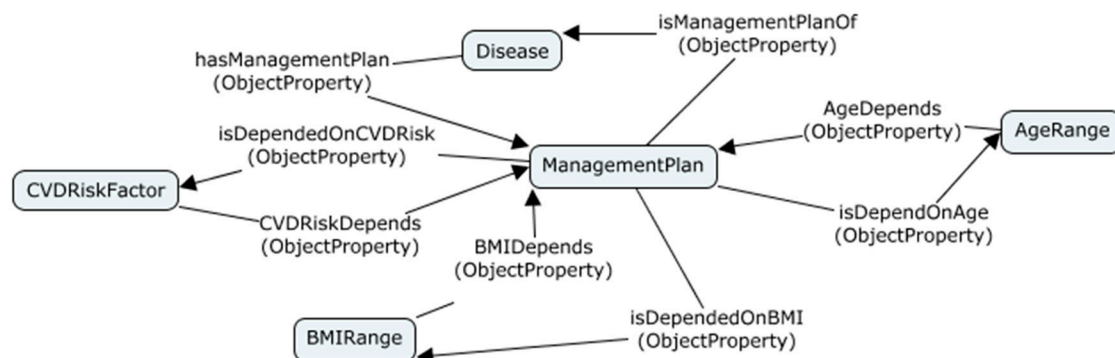 isManagementPlanOf
(ObjectProperty)
Disease
hasManagementPlan
(ObjectProperty)
AgeDepends
(ObjectProperty)
AgeRange
isDependedOnCVDRisk
(ObjectProperty)
ManagementPlan
CVDRiskFactor
CVDRiskDepends
(ObjectProperty)
isDependOnAge
(ObjectProperty)
BMIDepends
(ObjectProperty)
isDependedOnBMI
(ObjectProperty)
BMIRange